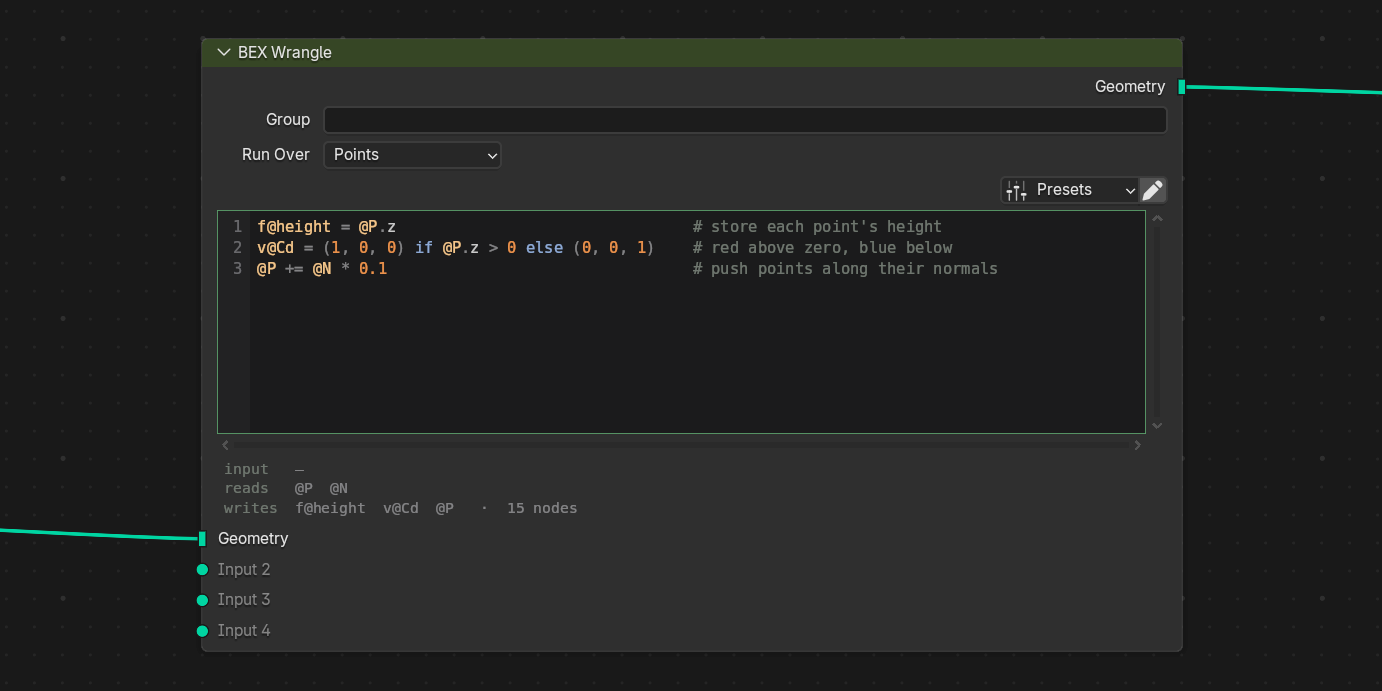 BEX Wrangle
Geometry
Group
Run Over Points
Presets
1 f@height = @P.z # store each point's height
2 v@Cd = (1, 0, 0) if @P.z > 0 else (0, 0, 1) # red above zero, blue below
3 @P += @N * 0.1 # push points along their normals
input —
reads @P @N
writes f@height v@Cd @P · 15 nodes
Geometry
Input 2
Input 3
Input 4